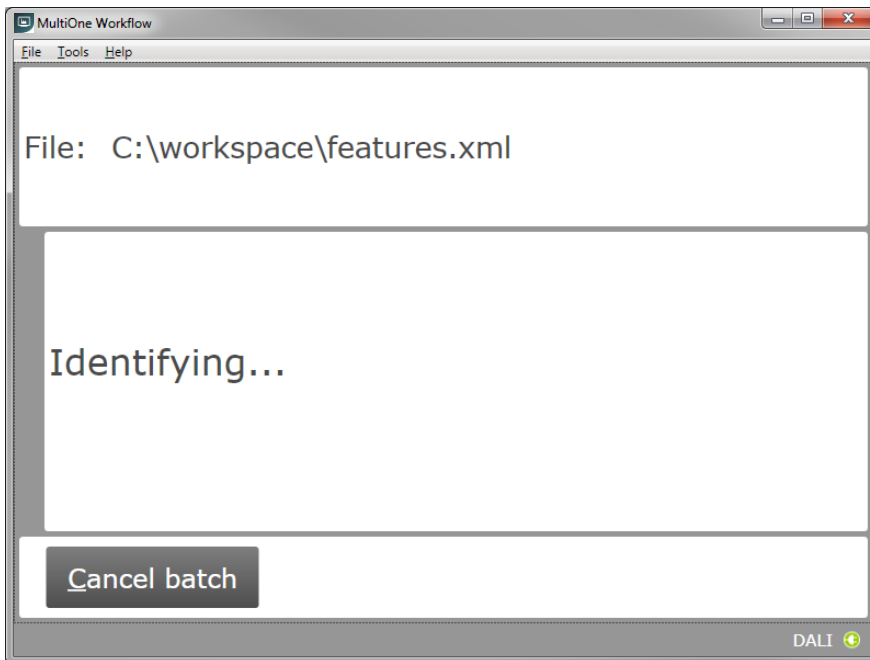 MultiOne Workflow
File Tools Help
File: C:\workspace\features.xml
Identifying...
Cancel batch
DALI